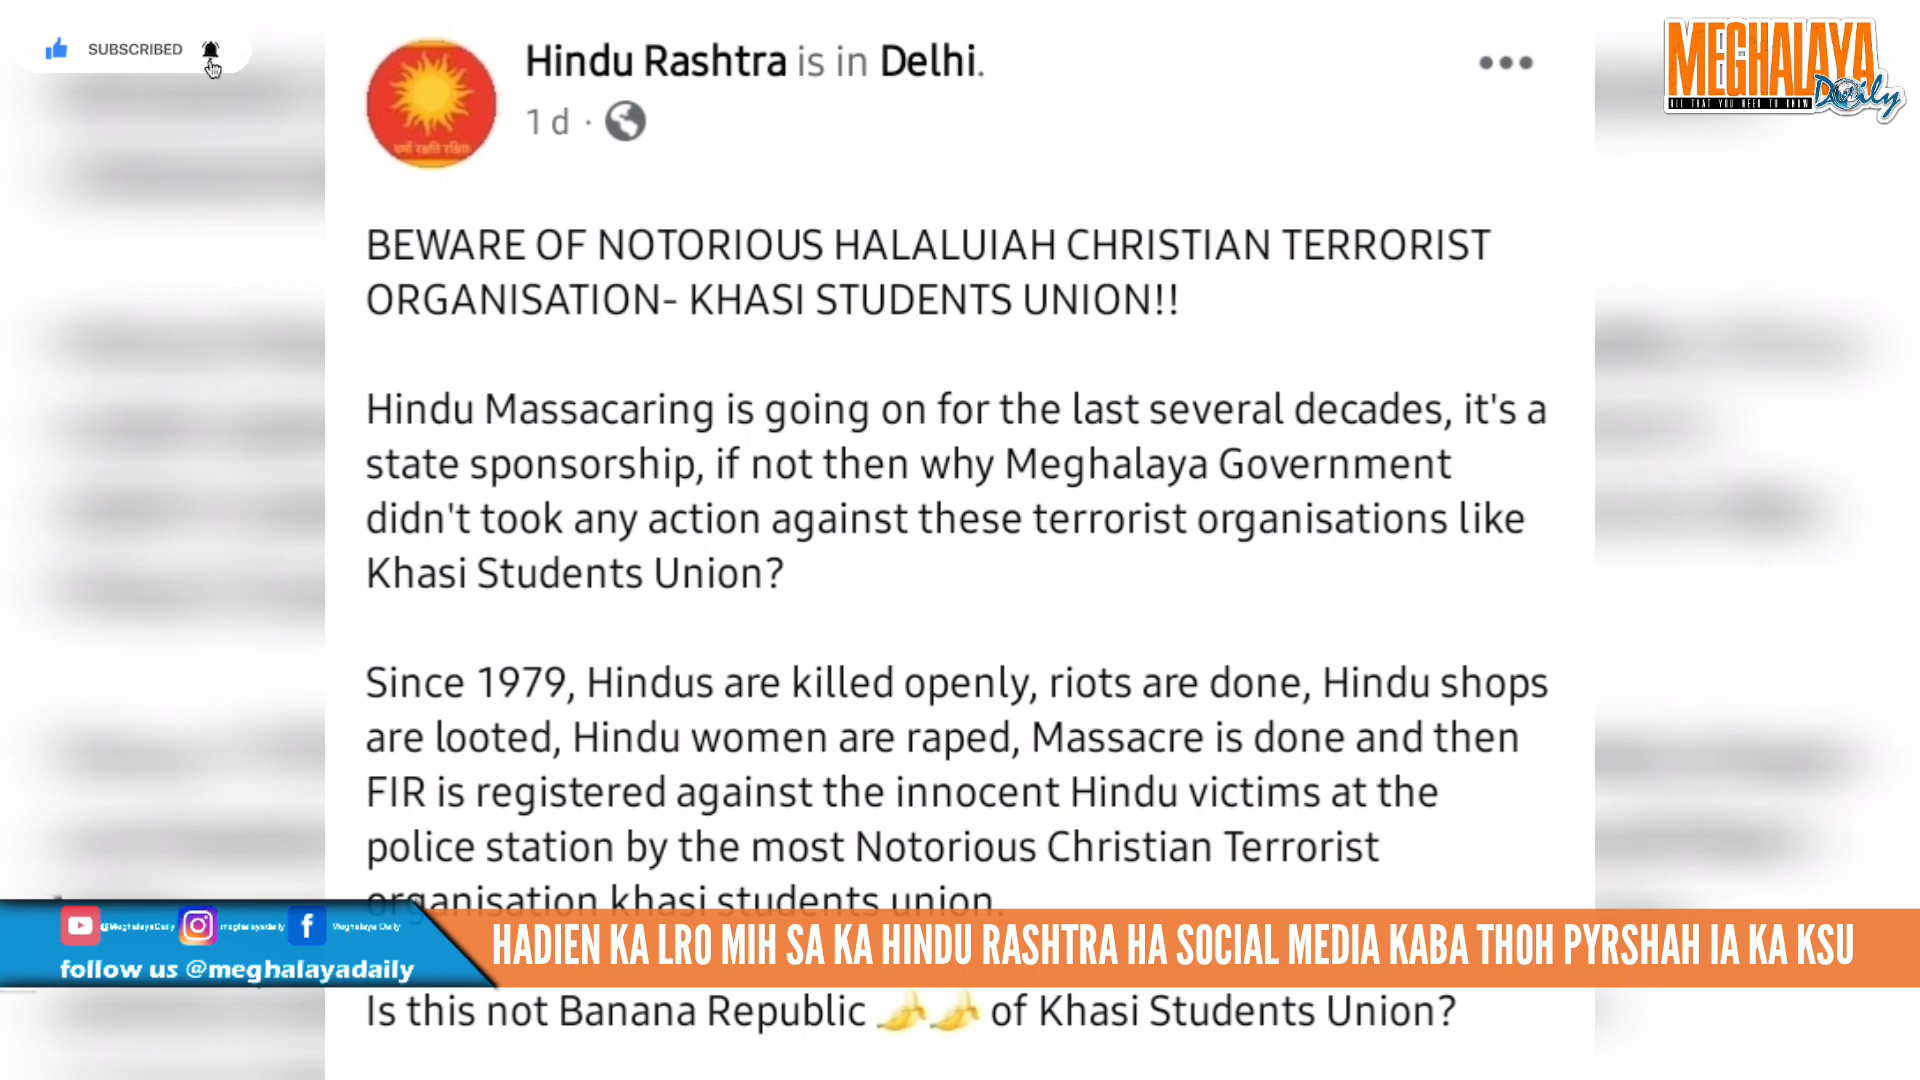 SUBSCRIBED
Hindu Rashtra is in Delhi.
1 d ·
MEGHALAYA
Daily
ALL THAT YOU NEED TO KNOW
BEWARE OF NOTORIOUS HALALUIAH CHRISTIAN TERRORIST
ORGANISATION- KHASI STUDENTS UNION!!
Hindu Massacaring is going on for the last several decades, it's a
state sponsorship, if not then why Meghalaya Government
didn't took any action against these terrorist organisations like
Khasi Students Union?
Since 1979, Hindus are killed openly, riots are done, Hindu shops
are looted, Hindu women are raped, Massacre is done and then
FIR is registered against the innocent Hindu victims at the
police station by the most Notorious Christian Terrorist
organisation khasi students union.
@MeghalayaDaily meghalayadaily Meghalaya Daily
follow us @meghalayadaily
HADIEN KA LRO MIH SA KA HINDU RASHTRA HA SOCIAL MEDIA KABA THOH PYRSHAH IA KA KSU
Is this not Banana Republic 🍌🍌 of Khasi Students Union?